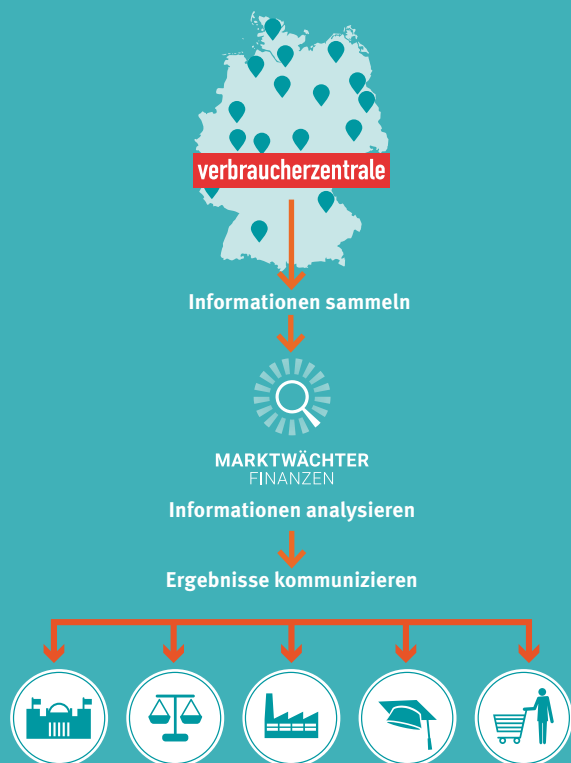 verbraucherzentrale
Informationen sammeln
MARKTWÄCHTER
FINANZEN
Informationen analysieren
Ergebnisse kommunizieren